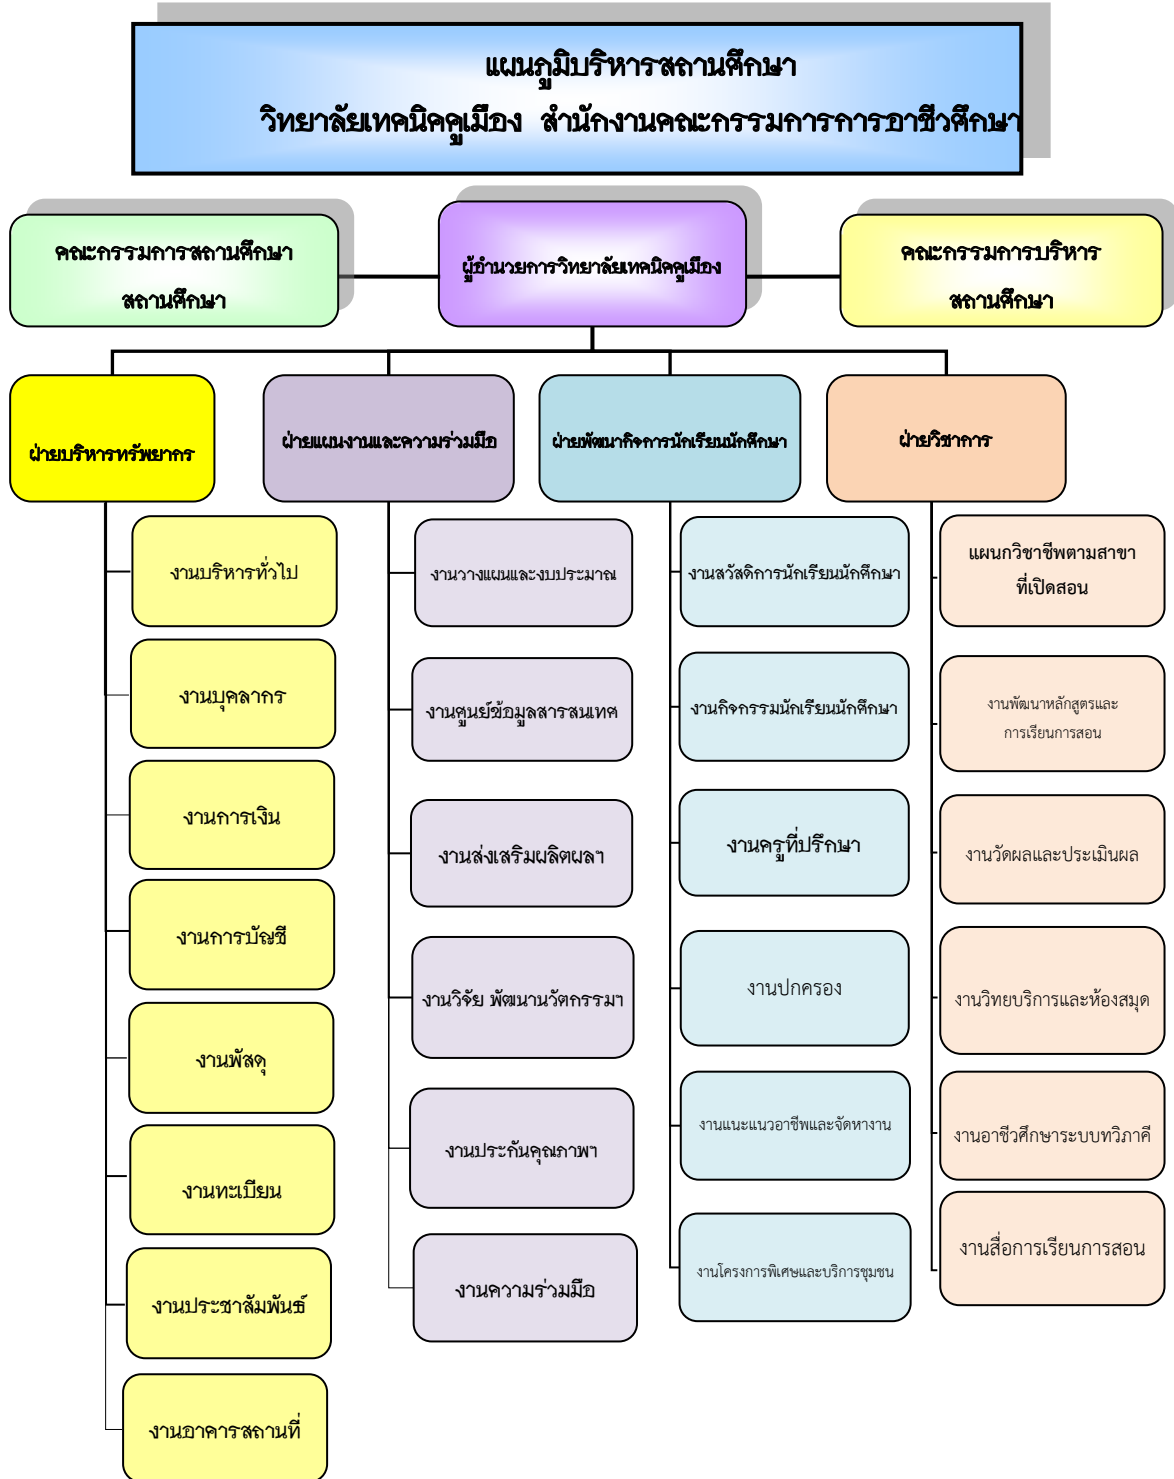 แผนภูมิบริหารสถานศึกษา
วิทยาลัยเทคนิคคูเมือง สำนักงานคณะกรรมการการอาชีวศึกษา
คณะกรรมการสถานศึกษา
สถานศึกษา
ผู้อำนวยการวิทยาลัยเทคนิคคูเมือง
คณะกรรมการบริหาร
สถานศึกษา
ฝ่ายบริหารทรัพยากร
ฝ่ายแผนงานและความร่วมมือ
ฝ่ายพัฒนากิจการนักเรียนนักศึกษา
ฝ่ายวิชาการ
งานบริหารทั่วไป
งานบุคลากร
งานการเงิน
งานการบัญชี
งานพัสดุ
งานทะเบียน
งานประชาสัมพันธ์
งานอาคารสถานที่
งานวางแผนและงบประมาณ
งานศูนย์ข้อมูลสารสนเทศ
งานส่งเสริมผลิตผลฯ
งานวิจัย พัฒนานวัตกรรมฯ
งานประกันคุณภาพฯ
งานความร่วมมือ
งานสวัสดิการนักเรียนนักศึกษา
งานกิจกรรมนักเรียนนักศึกษา
งานครูที่ปรึกษา
งานปกครอง
งานแนะแนวอาชีพและจัดหางาน
งานโครงการพิเศษและบริการชุมชน
แผนกวิชาชีพตามสาขา
ที่เปิดสอน
งานพัฒนาหลักสูตรและ
การเรียนการสอน
งานวัดผลและประเมินผล
งานวิทยบริการและห้องสมุด
งานอาชีวศึกษาระบบทวิภาคี
งานสื่อการเรียนการสอน